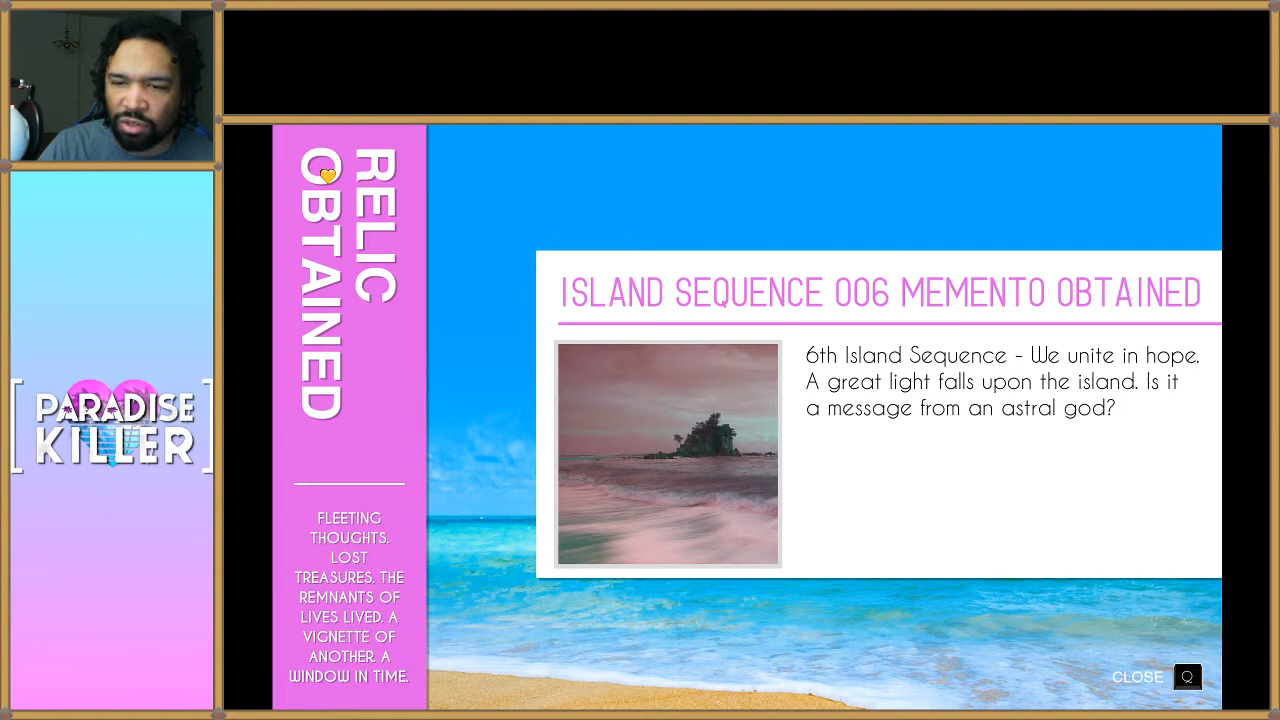 [PARADISE
KILLER]
RELIC
OBTAINED
FLEETING
THOUGHTS.
LOST
TREASURES. THE
REMNANTS OF
LIVES LIVED. A
VIGNETTE OF
ANOTHER. A
WINDOW IN TIME.
ISLAND SEQUENCE 006 MEMENTO OBTAINED
6th Island Sequence - We unite in hope.
A great light falls upon the island. Is it
a message from an astral god?
CLOSE Q